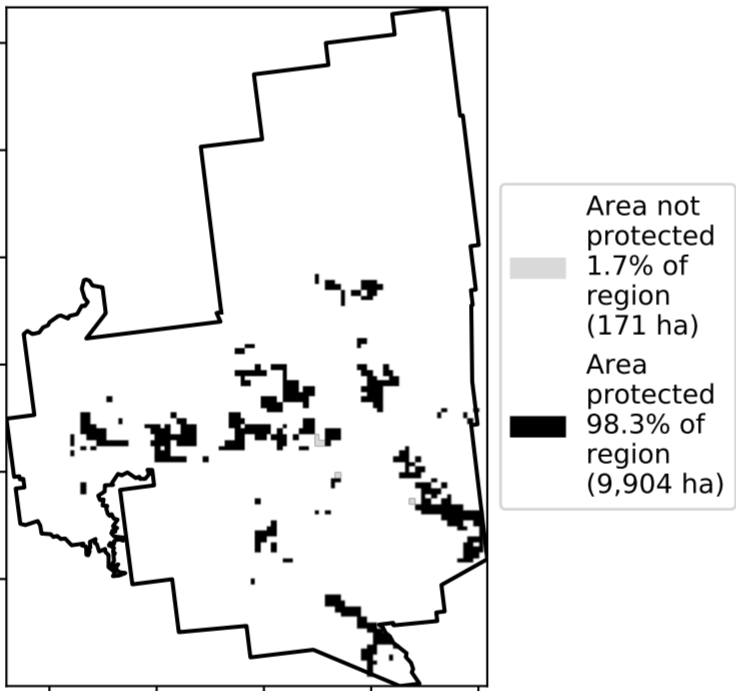 Area not
protected
1.7% of
region
(171 ha)
Area
protected
98.3% of
region
(9,904 ha)